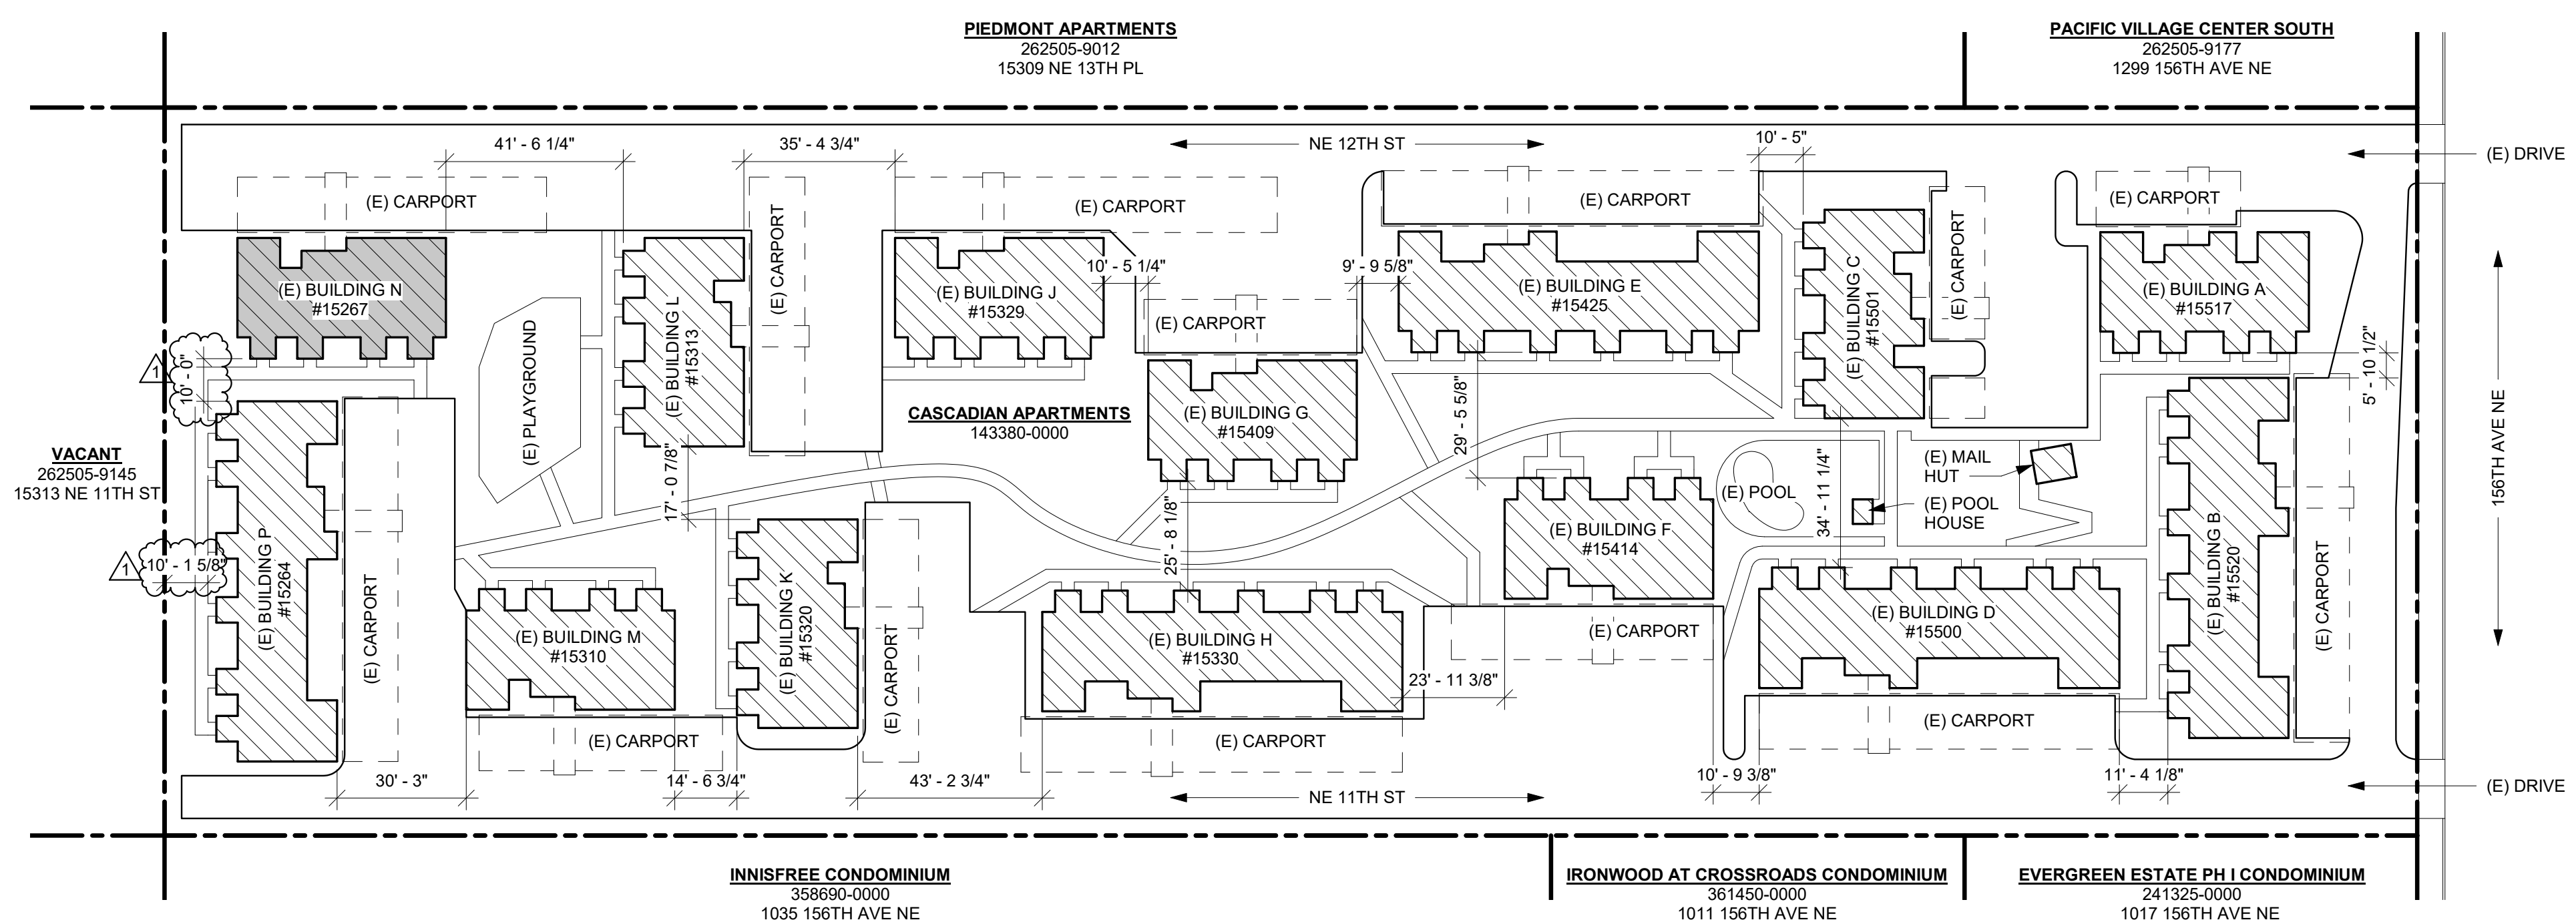 PIEDMONT APARTMENTS
262505-9012
15309 NE 13TH PL
PACIFIC VILLAGE CENTER SOUTH
262505-9177
1299 156TH AVE NE
41' - 6 1/4"
35' - 4 3/4"
NE 12TH ST
10' - 5"
(E) DRIVE
(E) CARPORT
(E) CARPORT
(E) CARPORT
(E) CARPORT
(E) CARPORT
(E) CARPORT
(E) BUILDING N
#15267
(E) BUILDING L
#15313
(E) BUILDING J
#15329
10' - 5 1/4"
9' - 9 5/8"
(E) BUILDING E
#15425
(E) BUILDING C
#15501
(E) BUILDING A
#15517
(E) CARPORT
(E) PLAYGROUND
1
10' - 0"
5' - 10 1/2"
29' - 5 5/8"
CASCADIAN APARTMENTS
143380-0000
(E) BUILDING G
#15409
156TH AVE NE
VACANT
262505-9145
15313 NE 11TH ST
17' - 0 7/8"
(E) POOL
34' - 11 1/4"
(E) MAIL
HUT
(E) POOL
HOUSE
1
10' - 1 5/8"
(E) BUILDING P
#15264
(E) CARPORT
25' - 8 1/8"
(E) BUILDING F
#15414
(E) BUILDING B
#15520
(E) CARPORT
(E) BUILDING M
#15310
(E) BUILDING K
#15320
(E) CARPORT
(E) BUILDING H
#15330
(E) CARPORT
(E) BUILDING D
#15500
23' - 11 3/8"
(E) CARPORT
(E) CARPORT
(E) CARPORT
30' - 3"
14' - 6 3/4"
43' - 2 3/4"
NE 11TH ST
10' - 9 3/8"
11' - 4 1/8"
(E) DRIVE
INNISFREE CONDOMINIUM
358690-0000
1035 156TH AVE NE
IRONWOOD AT CROSSROADS CONDOMINIUM
361450-0000
1011 156TH AVE NE
EVERGREEN ESTATE PH I CONDOMINIUM
241325-0000
1017 156TH AVE NE